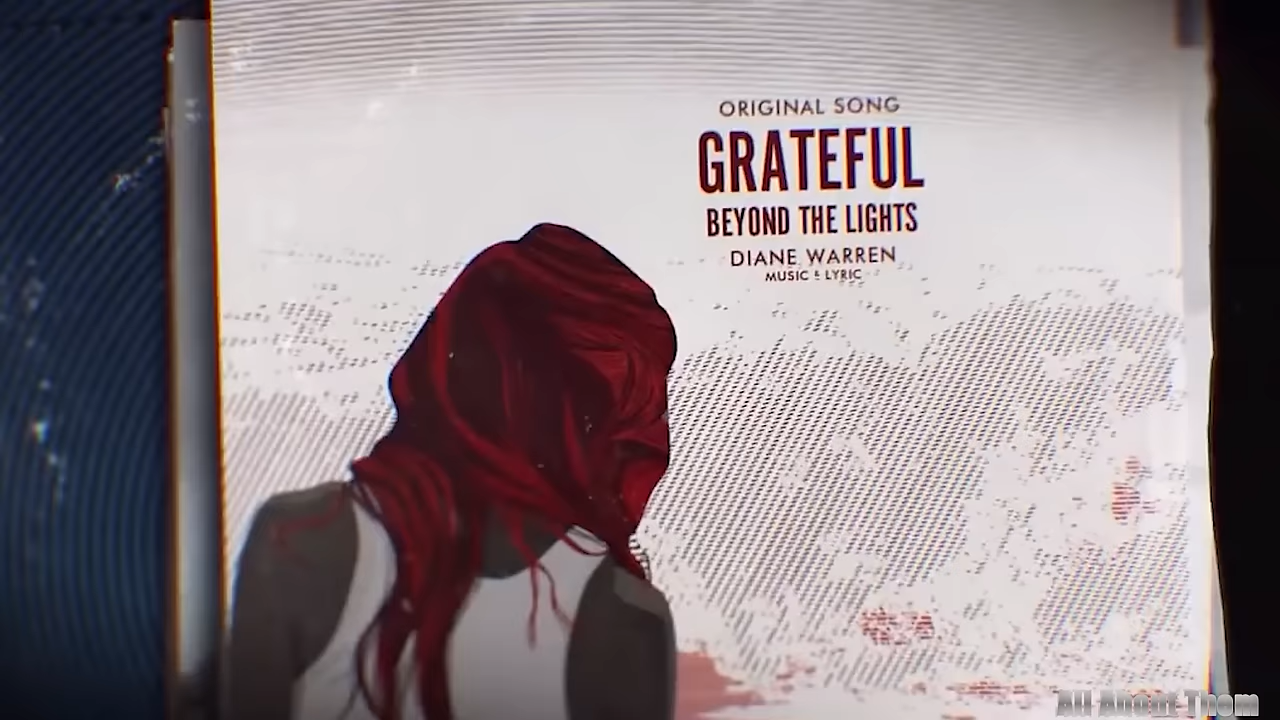 ORIGINAL SONG
GRATEFUL
BEYOND THE LIGHTS
DIANE WARREN
MUSIC & LYRIC
All About Them